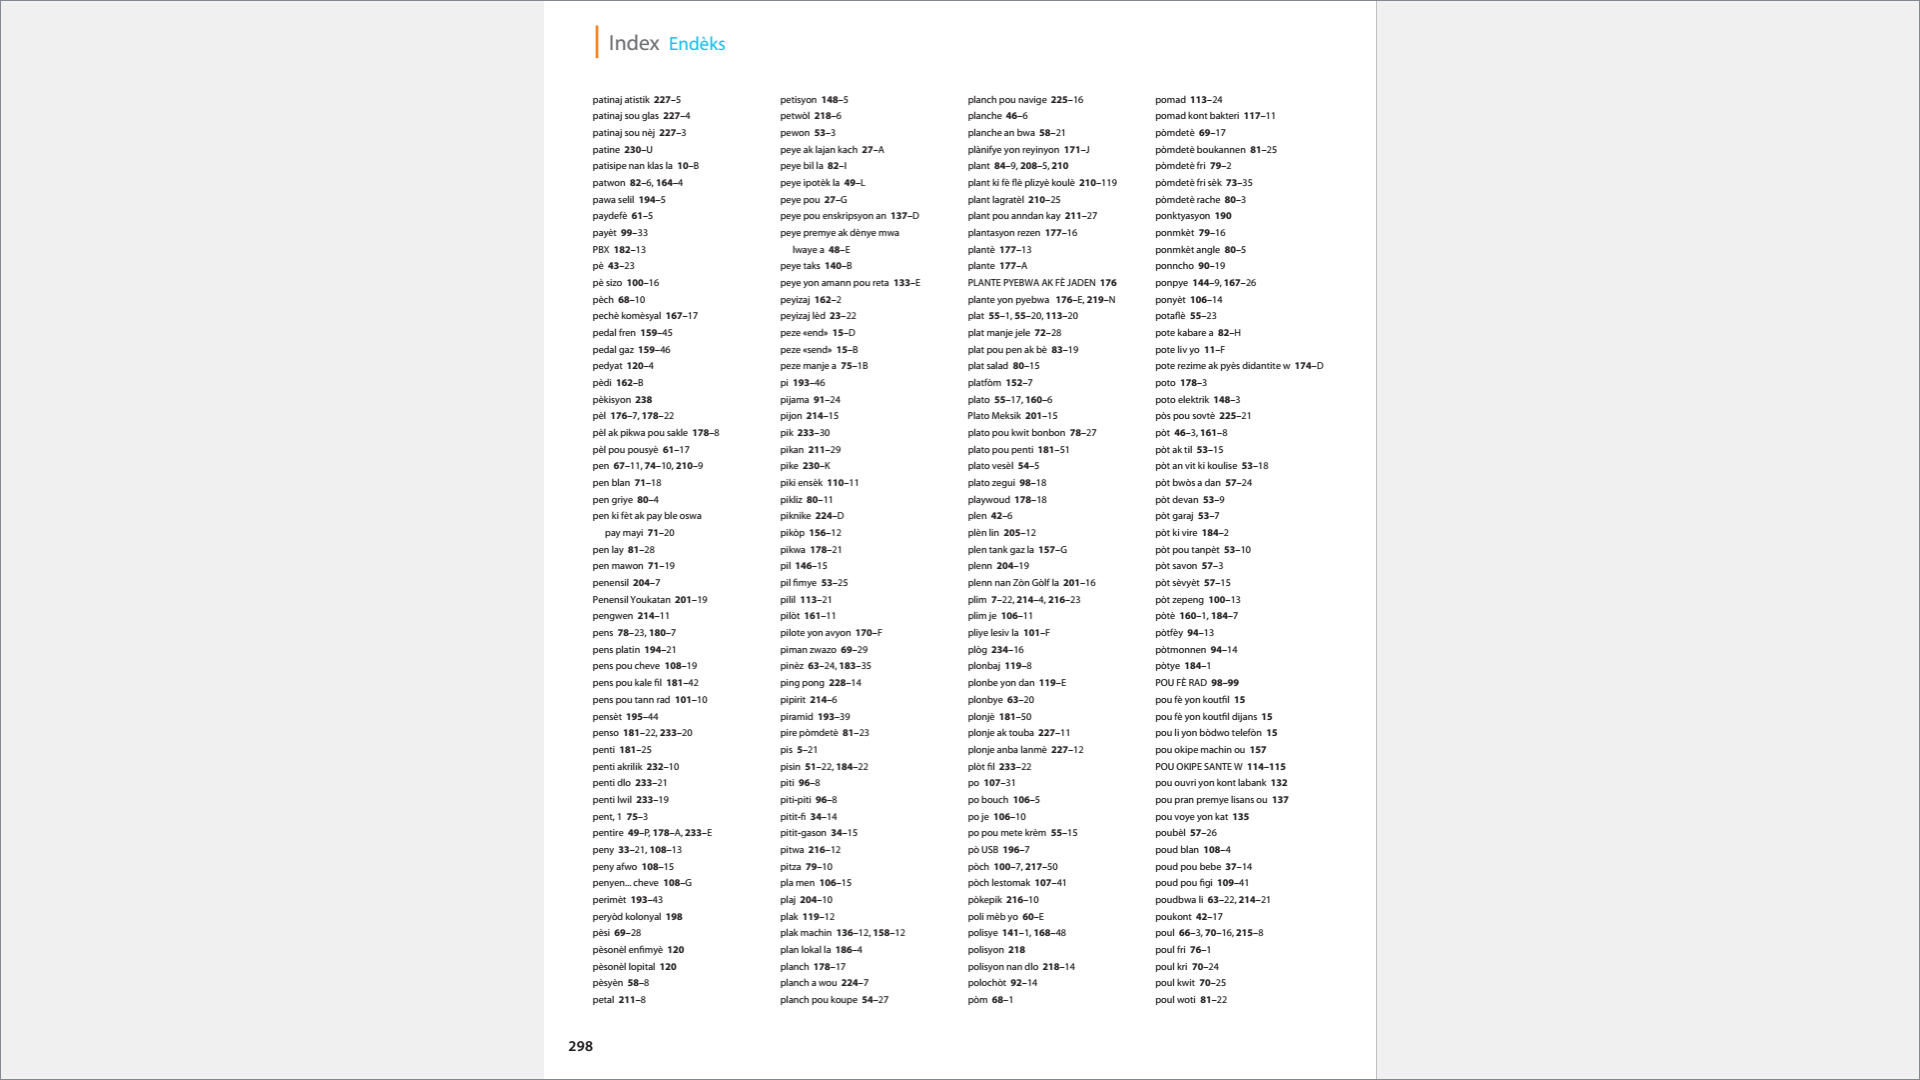 Index Endèks
patinaj atistik 227–5
patinaj sou glas 227–4
patinaj sou nèj 227–3
patine 230–U
patisipe nan klas la 10–B
patwon 82–6, 164–4
pawa selil 194–5
paydefè 61–5
payèt 99–33
PBX 182–13
pè 43–23
pè sizo 100–16
pèch 68–10
pechè komèsyal 167–17
pedal fren 159–45
pedal gaz 159–46
pedyat 120–4
pèdi 162–B
pèkisyon 238
pèl 176–7, 178–22
pèl ak pikwa pou sakle 178–8
pèl pou pousyè 61–17
pen 67–11, 74–10, 210–9
pen blan 71–18
pen griye 80–4
pen ki fèt ak pay ble oswa
pay mayi 71–20
pen lay 81–28
pen mawon 71–19
penensil 204–7
Penensil Youkatan 201–19
pengwen 214–11
pens 78–23, 180–7
pens platin 194–21
pens pou cheve 108–19
pens pou kale fil 181–42
pens pou tann rad 101–10
pensèt 195–44
penso 181–22, 233–20
penti 181–25
penti akrilik 232–10
penti dlo 233–21
penti lwil 233–19
pent, 1 75–3
pentire 49–P, 178–A, 233–E
peny 33–21, 108–13
peny afwo 108–15
penyen... cheve 108–G
perimèt 193–43
peryòd kolonyal 198
pèsi 69–28
pèsonèl enfimyè 120
pèsonèl lopital 120
pèsyèn 58–8
petal 211–8
petisyon 148–5
petwòl 218–6
pewon 53–3
peye ak lajan kach 27–A
peye bil la 82–I
peye ipotèk la 49–L
peye pou 27–G
peye pou enskripsyon an 137–D
peye premye ak dènye mwa
lwaye a 48–E
peye taks 140–B
peye yon amann pou reta 133–E
peyizaj 162–2
peyizaj lèd 23–22
peze «end» 15–D
peze «send» 15–B
peze manje a 75–1B
pi 193–46
pijama 91–24
pijon 214–15
pik 233–30
pikan 211–29
pike 230–K
piki ensèk 110–11
pikliz 80–11
piknike 224–D
pikòp 156–12
pikwa 178–21
pil 146–15
pil fimye 53–25
pilil 113–21
pilòt 161–11
pilote yon avyon 170–F
piman zwazo 69–29
pinèz 63–24, 183–35
ping pong 228–14
pipirit 214–6
piramid 193–39
pire pòmdetè 81–23
pis 5–21
pisin 51–22, 184–22
piti 96–8
piti-piti 96–8
pitit-fi 34–14
pitit-gason 34–15
pitwa 216–12
pitza 79–10
pla men 106–15
plaj 204–10
plak 119–12
plak machin 136–12, 158–12
plan lokal la 186–4
planch 178–17
planch a wou 224–7
planch pou koupe 54–27
planch pou navige 225–16
planche 46–6
planche an bwa 58–21
plànifye yon reyinyon 171–J
plant 84–9, 208–5, 210
plant ki fè flè plizyè koulè 210–119
plant lagratèl 210–25
plant pou anndan kay 211–27
plantasyon rezen 177–16
plantè 177–13
plante 177–A
PLANTE PYEBWA AK FÈ JADEN 176
plante yon pyebwa 176–E, 219–N
plat 55–1, 55–20, 113–20
plat manje jele 72–28
plat pou pen ak bè 83–19
plat salad 80–15
platfòm 152–7
plato 55–17, 160–6
Plato Meksik 201–15
plato pou kwit bonbon 78–27
plato pou penti 181–51
plato vesèl 54–5
plato zegui 98–18
playwoud 178–18
plen 42–6
plèn lin 205–12
plen tank gaz la 157–G
plenn 204–19
plenn nan Zòn Gòlf la 201–16
plim 7–22, 214–4, 216–23
plim je 106–11
pliye lesiv la 101–F
plòg 234–16
plonbaj 119–8
plonbe yon dan 119–E
plonbye 63–20
plonjè 181–50
plonje ak touba 227–11
plonje anba lanmè 227–12
plòt fil 233–22
po 107–31
po bouch 106–5
po je 106–10
po pou mete krèm 55–15
pò USB 196–7
pòch 100–7, 217–50
pòch lestomak 107–41
pòkepik 216–10
poli mèb yo 60–E
polisye 141–1, 168–48
polisyon 218
polisyon nan dlo 218–14
polochòt 92–14
pòm 68–1
pomad 113–24
pomad kont bakteri 117–11
pòmdetè 69–17
pòmdetè boukannen 81–25
pòmdetè fri 79–2
pòmdetè fri sèk 73–35
pòmdetè rache 80–3
ponktyasyon 190
ponmkèt 79–16
ponmkèt angle 80–5
ponncho 90–19
ponpye 144–9, 167–26
ponyèt 106–14
potaflè 55–23
pote kabare a 82–H
pote liv yo 11–F
pote rezime ak pyès didantite w 174–D
poto 178–3
poto elektrik 148–3
pòs pou sovtè 225–21
pòt 46–3, 161–8
pòt ak til 53–15
pòt an vit ki koulise 53–18
pòt bwòs a dan 57–24
pòt devan 53–9
pòt garaj 53–7
pòt ki vire 184–2
pòt pou tanpèt 53–10
pòt savon 57–3
pòt sèvyèt 57–15
pòt zepeng 100–13
pòtè 160–1, 184–7
pòtfèy 94–13
pòtmonnen 94–14
pòtye 184–1
POU FÈ RAD 98–99
pou fè yon koutfil 15
pou fè yon koutfil dijans 15
pou li yon bòdwo telefòn 15
pou okipe machin ou 157
POU OKIPE SANTE W 114–115
pou ouvri yon kont labank 132
pou pran premye lisans ou 137
pou voye yon kat 135
poubèl 57–26
poud blan 108–4
poud pou bebe 37–14
poud pou figi 109–41
poudbwa li 63–22, 214–21
poukont 42–17
poul 66–3, 70–16, 215–8
poul fri 76–1
poul kri 70–24
poul kwit 70–25
poul woti 81–22
298